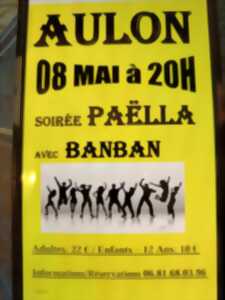 AULON
08 MAI à 20H
SOIRÉE PAËLLA
AVEC BANBAN
Adultes: 22 € / Enfants - 12 Ans: 10 €
Informations/Réservations 06 81 68 03 96